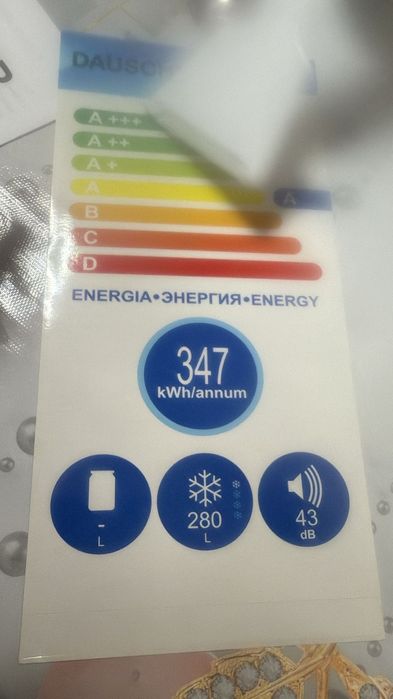 A +++
A ++
A +
A
A
B
C
D
ENERGIA•ЭНЕРГИЯ•ENERGY
347
kWh/annum
-
L
280
L
43
dB